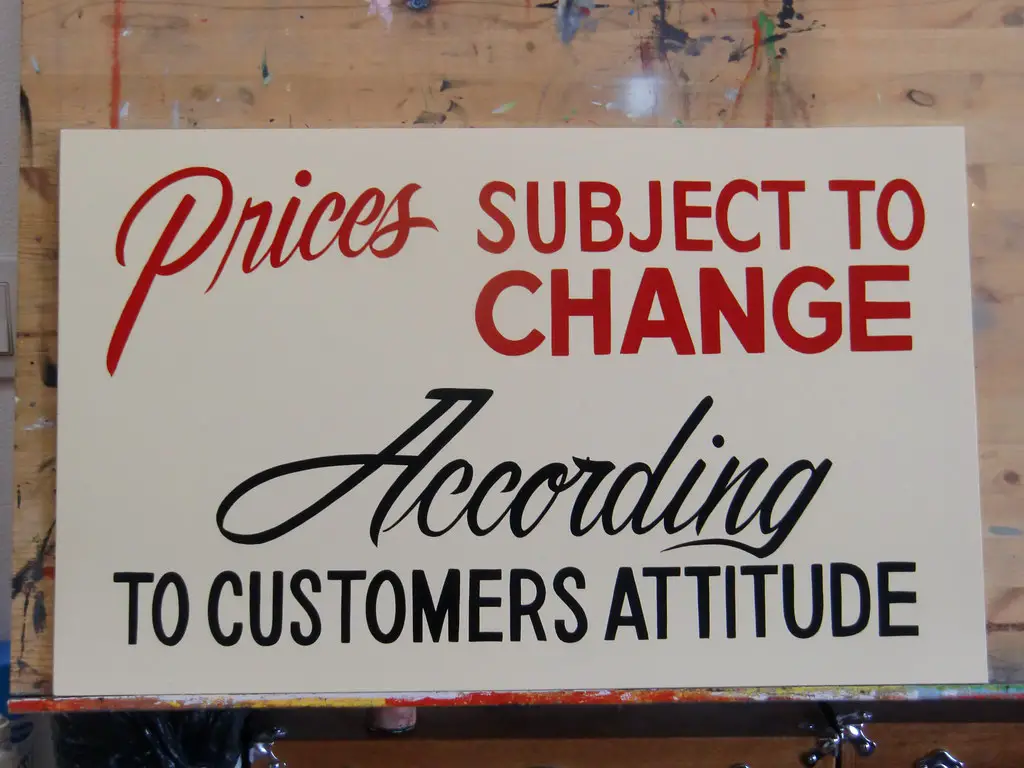 Prices SUBJECT TO
CHANGE
According
TO CUSTOMERS ATTITUDE